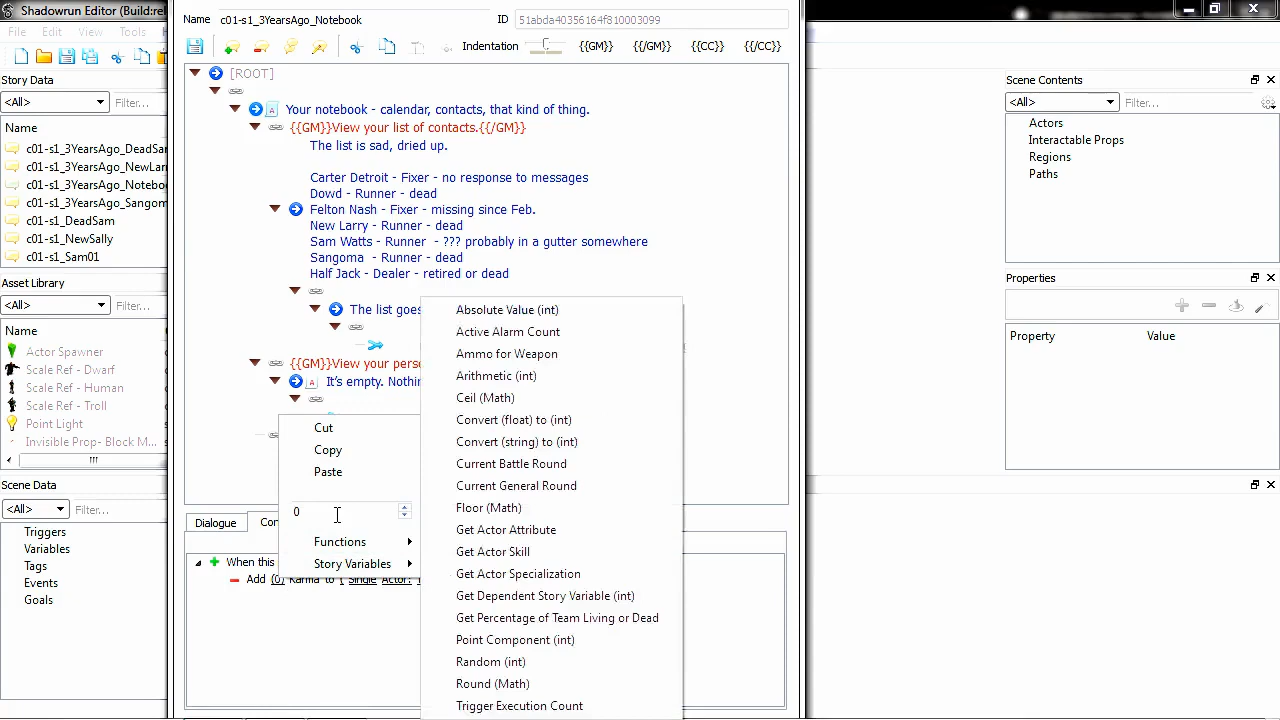 Shadowrun Editor (Build:rel
File Edit View Tools
Story Data
<All> Filter...
Name
c01-s1_3YearsAgo_DeadSam
c01-s1_3YearsAgo_NewLarr
c01-s1_3YearsAgo_Notebo
c01-s1_3YearsAgo_Sangom
c01-s1_DeadSam
c01-s1_NewSally
c01-s1_Sam01
Asset Library
<All> Filter...
Name
Actor Spawner
Scale Ref - Dwarf
Scale Ref - Human
Scale Ref - Troll
Point Light
Invisible Prop- Block M
Scene Data
<All> Filter...
Triggers
Variables
Tags
Events
Goals
Name c01-s1_3YearsAgo_Notebook ID 51abda40356164f810003099
Indentation {{GM}} {{/GM}} {{CC}} {{/CC}}
[ROOT]
Your notebook - calendar, contacts, that kind of thing.
{{GM}}View your list of contacts.{{/GM}}
The list is sad, dried up.
Carter Detroit - Fixer - no response to messages
Dowd - Runner - dead
Felton Nash - Fixer - missing since Feb.
New Larry - Runner - dead
Sam Watts - Runner - ??? probably in a gutter somewhere
Sangoma - Runner - dead
Half Jack - Dealer - retired or dead
The list goes
{{GM}}View your perso
It's empty. Nothin
Cut
Copy
Paste
0
Functions
Story Variables
Absolute Value (int)
Active Alarm Count
Ammo for Weapon
Arithmetic (int)
Ceil (Math)
Convert (float) to (int)
Convert (string) to (int)
Current Battle Round
Current General Round
Floor (Math)
Get Actor Attribute
Get Actor Skill
Get Actor Specialization
Get Dependent Story Variable (int)
Get Percentage of Team Living or Dead
Point Component (int)
Random (int)
Round (Math)
Trigger Execution Count
Dialogue Con
When this
Add (0) Karma to ( Single Actor:
Scene Contents
<All> Filter...
Actors
Interactable Props
Regions
Paths
Properties
Property Value